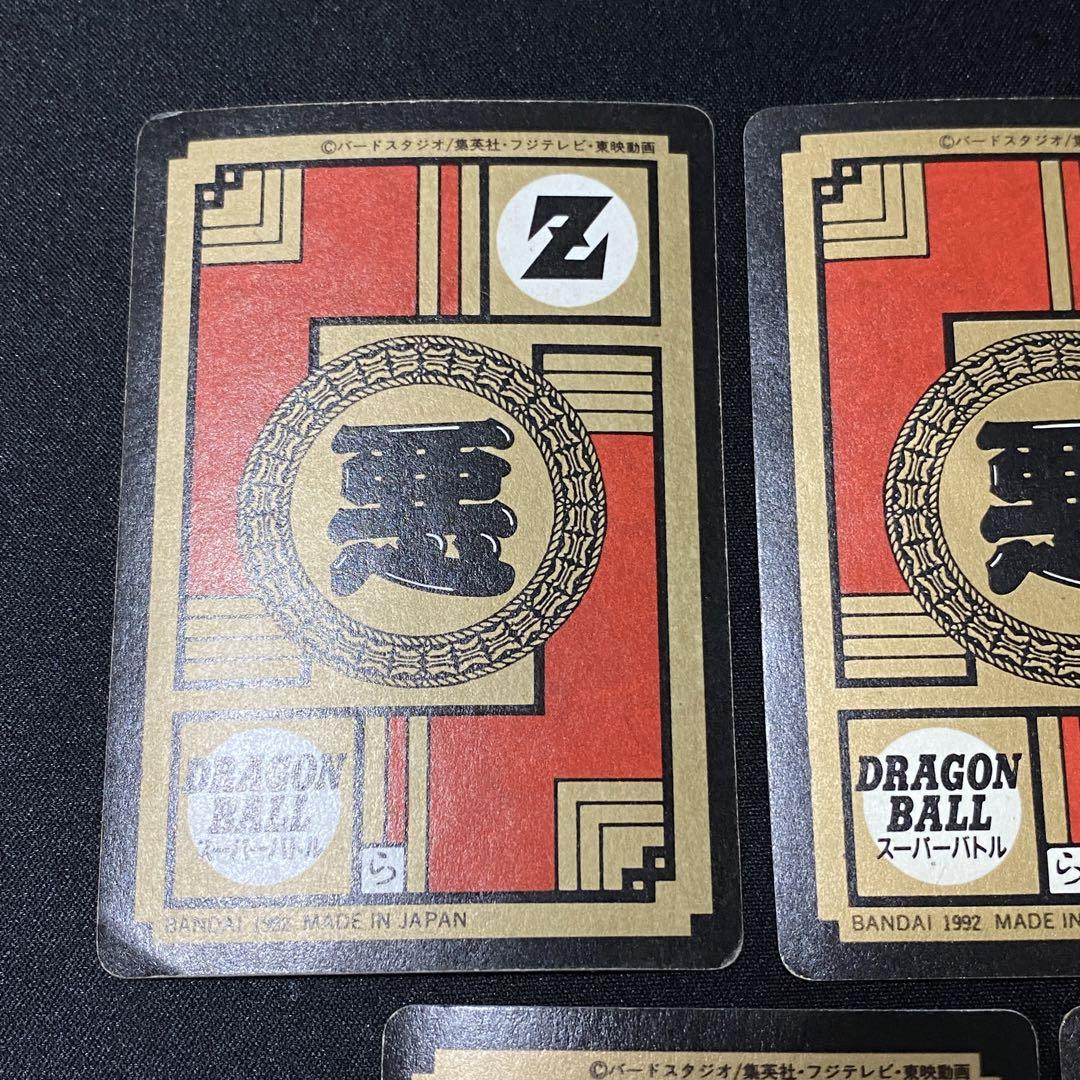 ©バードスタジオ/集英社・フジテレビ・東映動画
Z
悪
DRAGON
BALL
スーパーバトル
ら
BANDAI 1992 MADE IN JAPAN
©バードスタジオ/
悪
DRAGON
BALL
スーパーバトル
ら
BANDAI 1992 MADE IN
©バードスタジオ/集英社・フジテレビ・東映動画